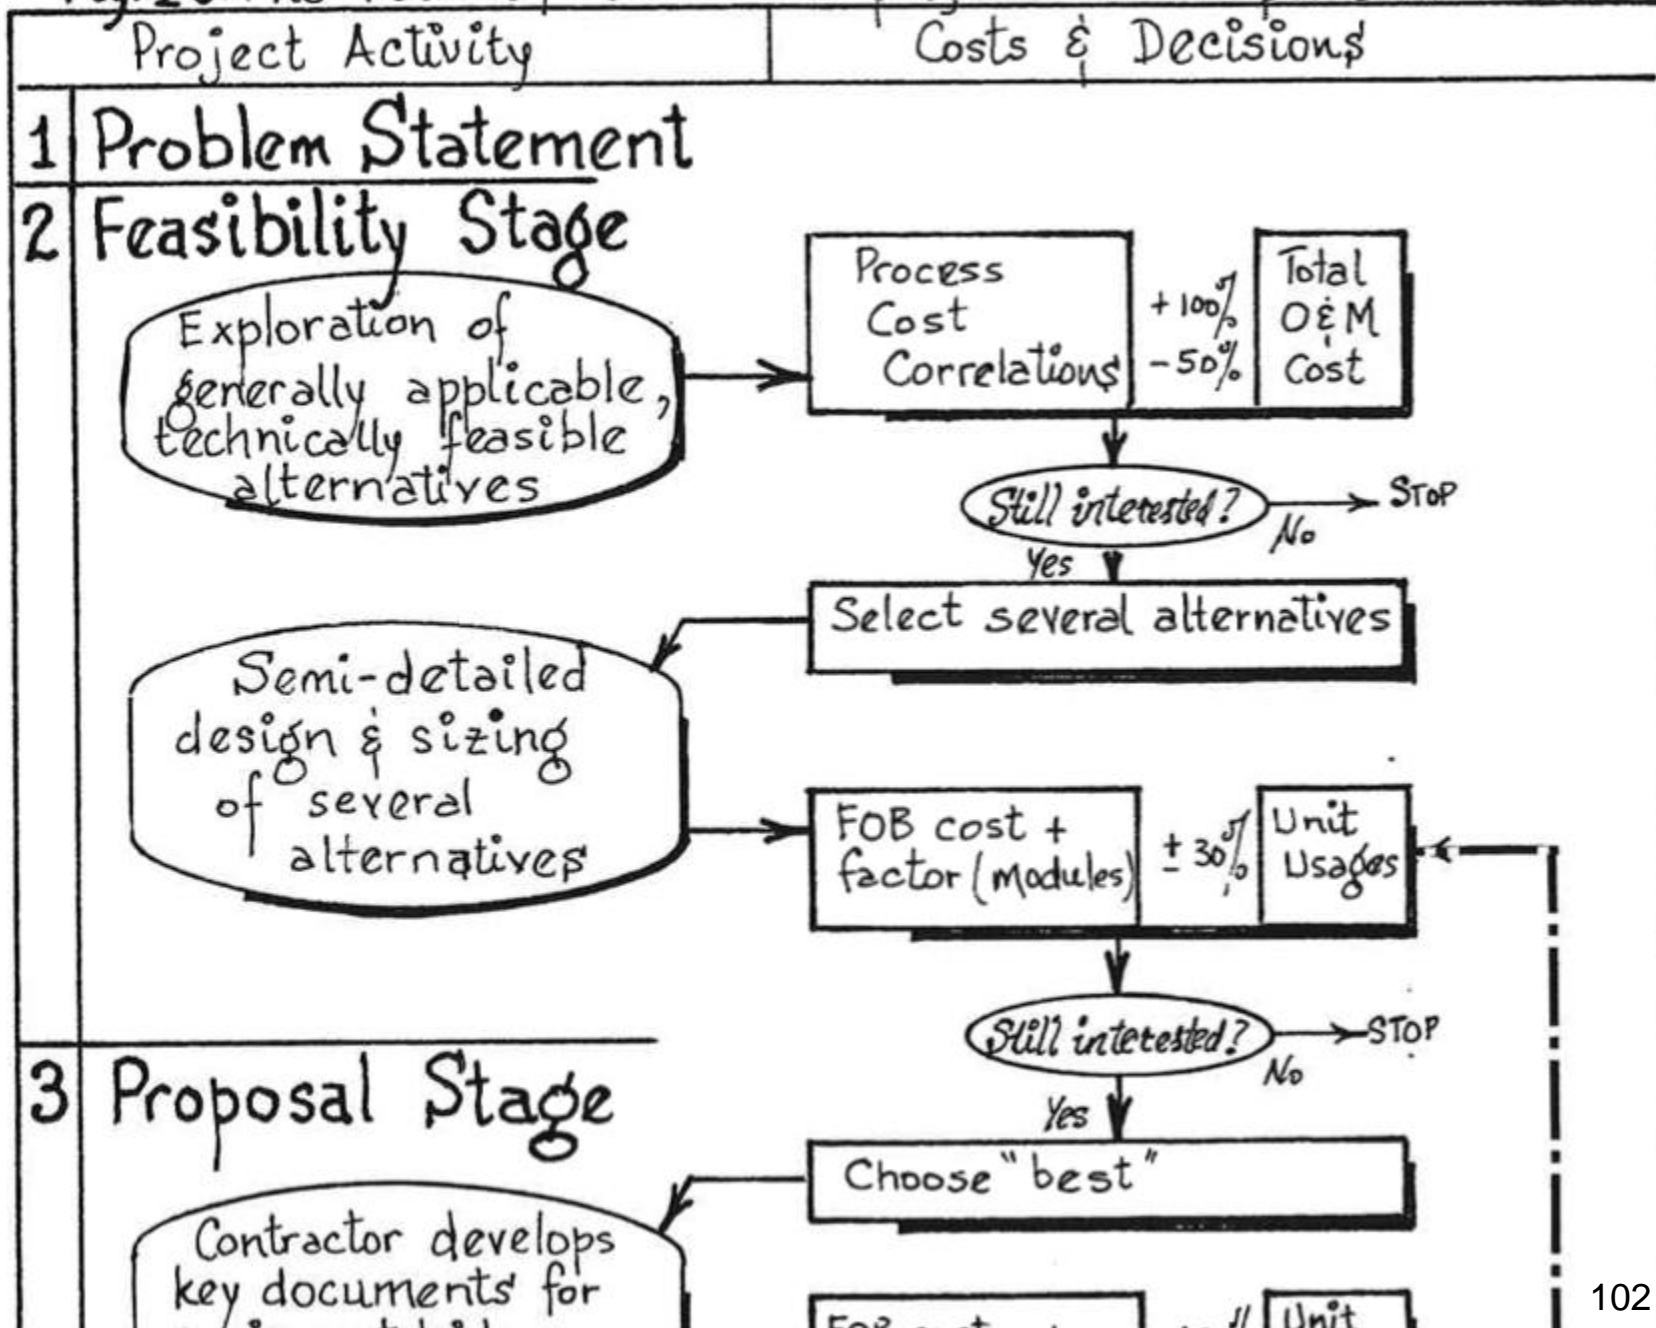 Project Activity
Costs & Decisions
1 Problem Statement
2 Feasibility Stage
Exploration of
generally applicable,
technically feasible
alternatives
Process
Cost
Correlations
+100%
-50%
Total
O&M
Cost
Still interested?
No
STOP
Yes
Select several alternatives
Semi-detailed
design & sizing
of several
alternatives
FOB cost +
factor (modules)
± 30%
Unit
Usages
Still interested?
No
STOP
Yes
3 Proposal Stage
Choose "best"
Contractor develops
key documents for
FOB cost
Unit
102